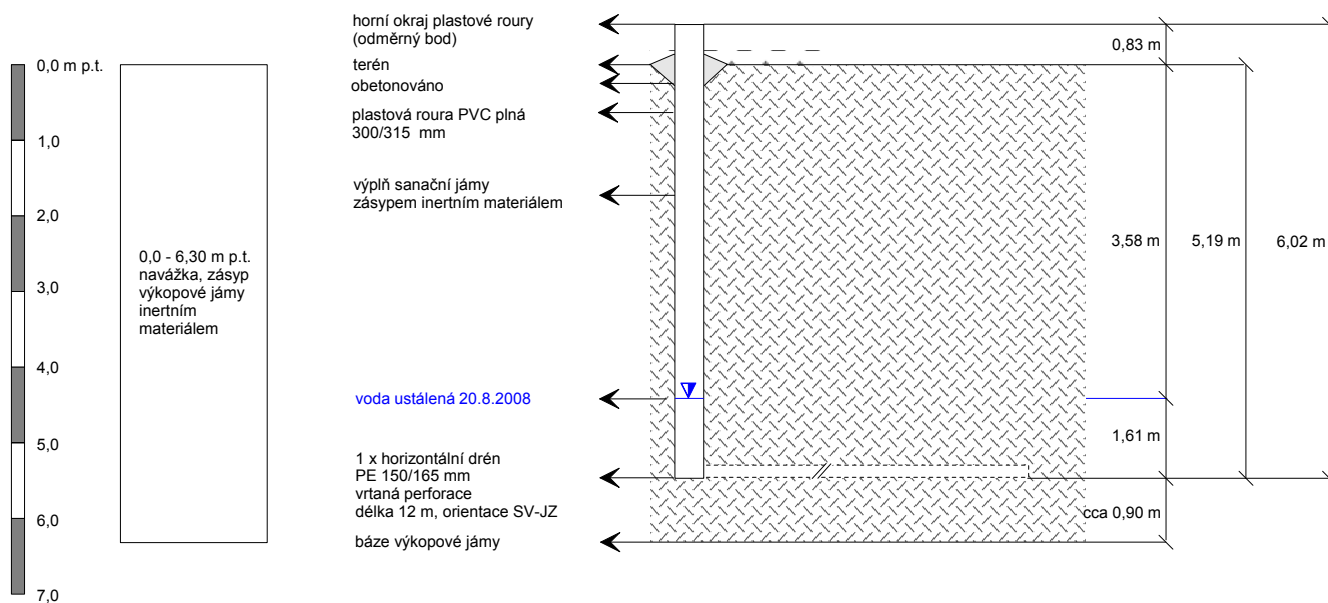 0,0 m p.t.
1,0
2,0
3,0
4,0
5,0
6,0
7,0
0,0 - 6,30 m p.t.
navážka, zásyp
výkopové jámy
inertním
materiálem
horní okraj plastové roury
(odměrný bod)
terén
obetonováno
plastová roura PVC plná
300/315 mm
výplň sanační jámy
zásypem inertním materiálem
voda ustálená 20.8.2008
1 x horizontální drén
PE 150/165 mm
vrtaná perforace
délka 12 m, orientace SV-JZ
báze výkopové jámy
0,83 m
3,58 m
5,19 m
6,02 m
1,61 m
cca 0,90 m